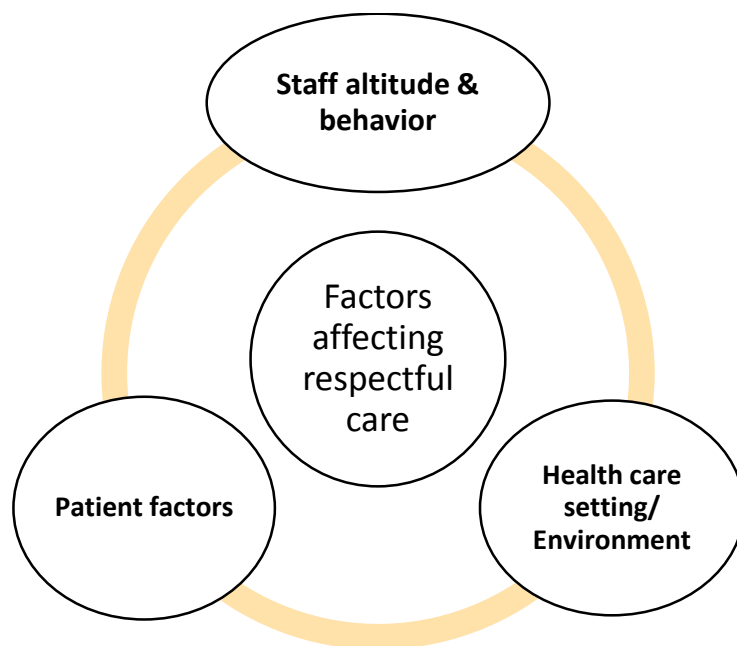 Staff altitude &
behavior
Factors
affecting
respectful
care
Patient factors
Health care
setting/
Environment